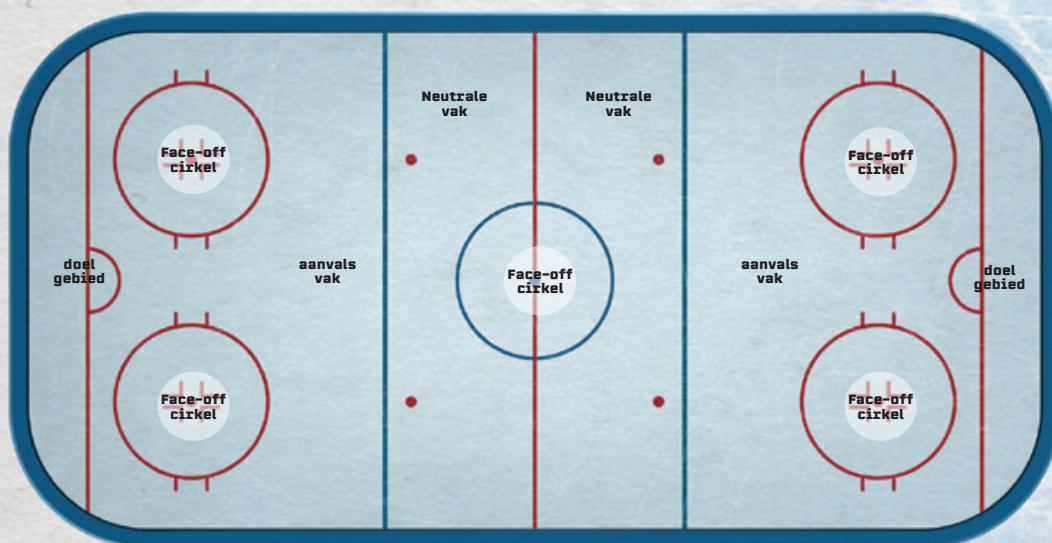 Neutrale
vak
Neutrale
vak
Face-off
cirkel
Face-off
cirkel
doel
gebied
aanvals
vak
Face-off
cirkel
aanvals
vak
doel
gebied
Face-off
cirkel
Face-off
cirkel